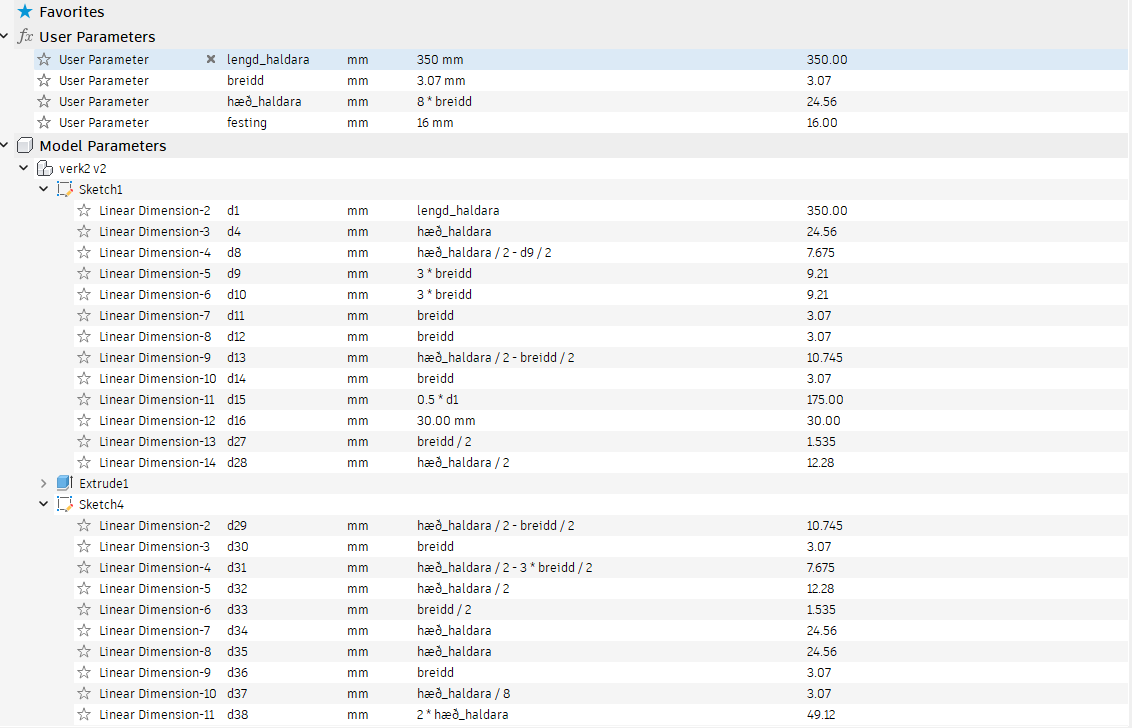 Favorites
fx User Parameters
User Parameter lengd_haldara mm 350 mm 350.00
User Parameter breidd mm 3.07 mm 3.07
User Parameter hæð_haldara mm 8 * breidd 24.56
User Parameter festing mm 16 mm 16.00
Model Parameters
verk2 v2
Sketch1
Linear Dimension-2 d1 mm lengd_haldara 350.00
Linear Dimension-3 d4 mm hæð_haldara 24.56
Linear Dimension-4 d8 mm hæð_haldara / 2 - d9 / 2 7.675
Linear Dimension-5 d9 mm 3 * breidd 9.21
Linear Dimension-6 d10 mm 3 * breidd 9.21
Linear Dimension-7 d11 mm breidd 3.07
Linear Dimension-8 d12 mm breidd 3.07
Linear Dimension-9 d13 mm hæð_haldara / 2 - breidd / 2 10.745
Linear Dimension-10 d14 mm breidd 3.07
Linear Dimension-11 d15 mm 0.5 * d1 175.00
Linear Dimension-12 d16 mm 30.00 mm 30.00
Linear Dimension-13 d27 mm breidd / 2 1.535
Linear Dimension-14 d28 mm hæð_haldara / 2 12.28
Extrude1
Sketch4
Linear Dimension-2 d29 mm hæð_haldara / 2 - breidd / 2 10.745
Linear Dimension-3 d30 mm breidd 3.07
Linear Dimension-4 d31 mm hæð_haldara / 2 - 3 * breidd / 2 7.675
Linear Dimension-5 d32 mm hæð_haldara / 2 12.28
Linear Dimension-6 d33 mm breidd / 2 1.535
Linear Dimension-7 d34 mm hæð_haldara 24.56
Linear Dimension-8 d35 mm hæð_haldara 24.56
Linear Dimension-9 d36 mm breidd 3.07
Linear Dimension-10 d37 mm hæð_haldara / 8 3.07
Linear Dimension-11 d38 mm 2 * hæð_haldara 49.12